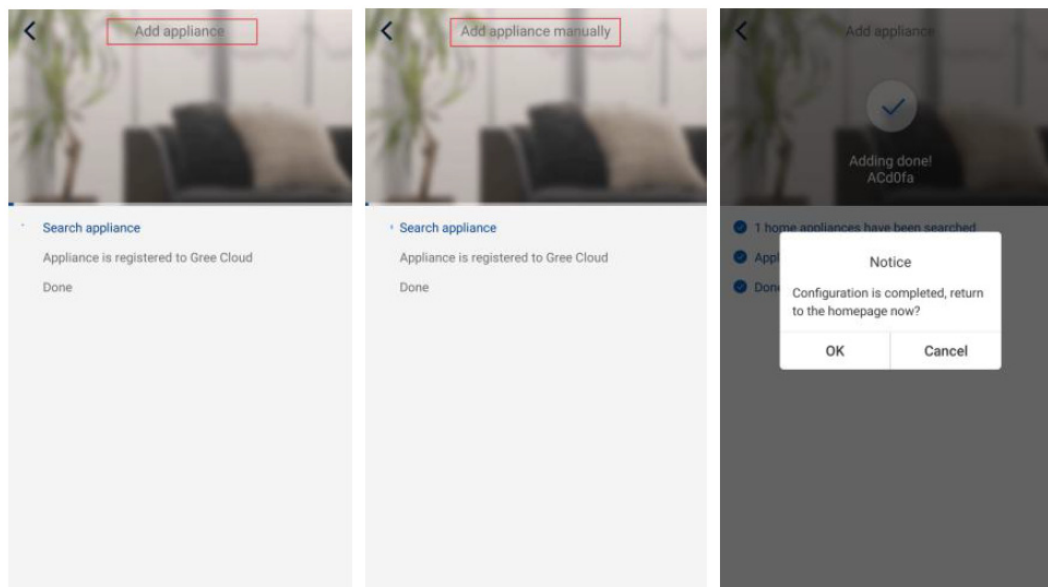 Add appliance
Search appliance
Appliance is registered to Gree Cloud
Done
Add appliance manually
Search appliance
Appliance is registered to Gree Cloud
Done
Add appliance
Adding done!
ACd0fa
1 home appliances have been searched
Appl
Done
Notice
Configuration is completed, return
to the homepage now?
OK
Cancel